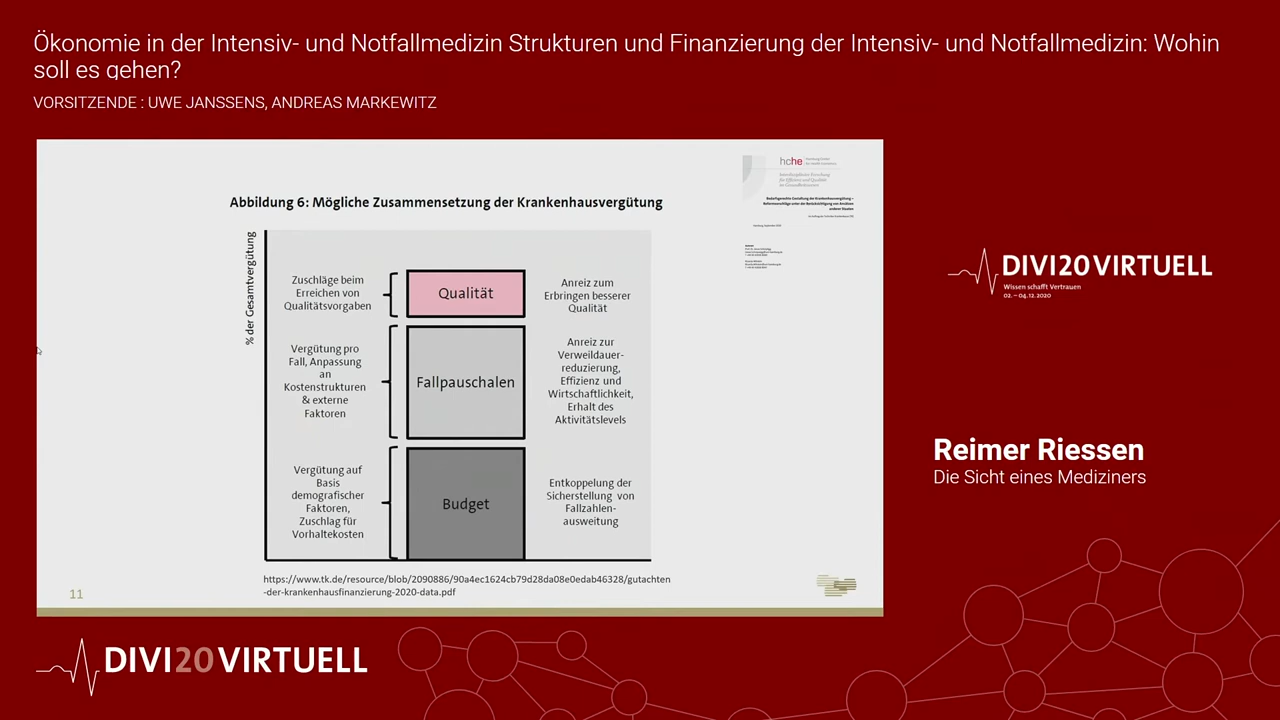 Ökonomie in der Intensiv- und Notfallmedizin Strukturen und Finanzierung der Intensiv- und Notfallmedizin: Wohin
soll es gehen?
VORSITZENDE : UWE JANSSENS, ANDREAS MARKEWITZ
hche
Abbildung 6: Mögliche Zusammensetzung der Krankenhausvergütung
% der Gesamtvergütung
Zuschläge beim
Erreichen von
Qualitätsvorgaben
Qualität
Anreiz zum
Erbringen besserer
Qualität
Vergütung pro
Fall, Anpassung
an
Kostenstrukturen
& externe
Faktoren
Fallpauschalen
Anreiz zur
Verweildauer-
reduzierung,
Effizienz und
Wirtschaftlichkeit,
Erhalt des
Aktivitätslevels
Vergütung auf
Basis
demografischer
Faktoren,
Zuschlag für
Vorhaltekosten
Budget
Entkoppelung der
Sicherstellung von
Fallzahlen-
ausweitung
https://www.tk.de/resource/blob/2090886/90a4ec1624cb79d28da08e0edab46328/gutachten
-der-krankenhausfinanzierung-2020-data.pdf
11
DIVI20VIRTUELL
Wissen schafft Vertrauen
02. – 04.12.2020
Reimer Riessen
Die Sicht eines Mediziners
DIVI20VIRTUELL